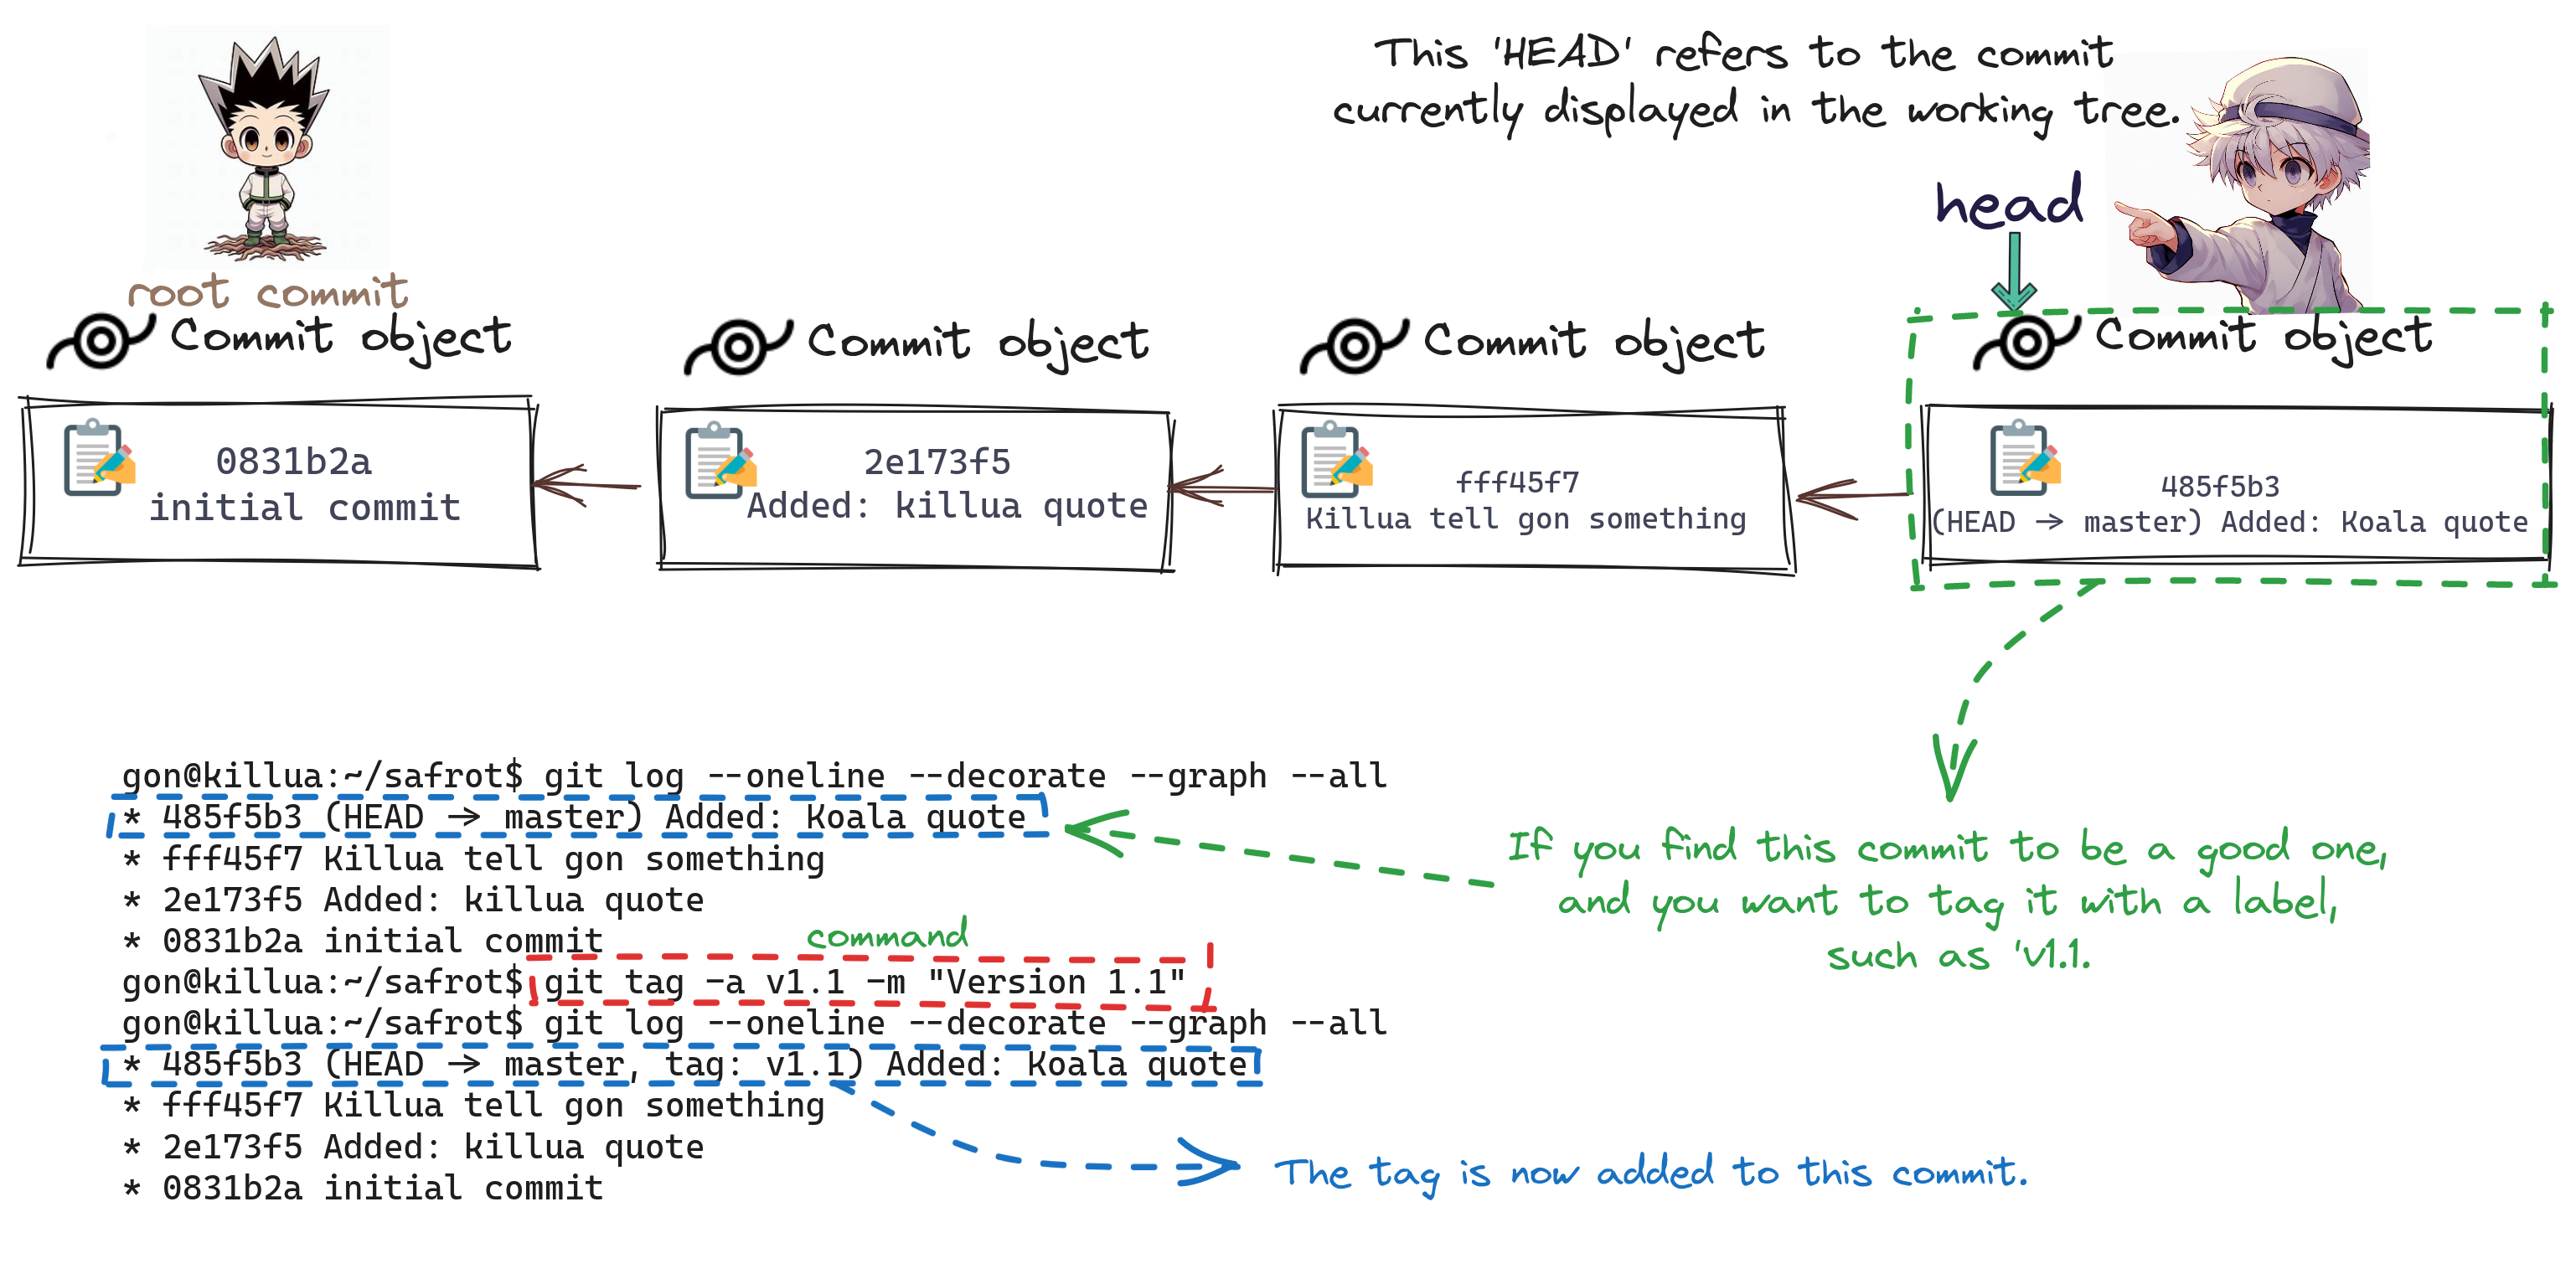 This 'HEAD' refers to the commit
currently displayed in the working tree.
head
root commit
Commit object
Commit object
Commit object
Commit object
0831b2a
initial commit
2e173f5
Added: killua quote
fff45f7
Killua tell gon something
485f5b3
(HEAD -> master) Added: Koala quote
gon@killua:~/safrot$ git log --oneline --decorate --graph --all
* 485f5b3 (HEAD -> master) Added: Koala quote
* fff45f7 Killua tell gon something
* 2e173f5 Added: killua quote
* 0831b2a initial commit
command
gon@killua:~/safrot$ git tag -a v1.1 -m "Version 1.1"
gon@killua:~/safrot$ git log --oneline --decorate --graph --all
* 485f5b3 (HEAD -> master, tag: v1.1) Added: Koala quote
* fff45f7 Killua tell gon something
* 2e173f5 Added: killua quote
* 0831b2a initial commit
If you find this commit to be a good one,
and you want to tag it with a label,
such as 'v1.1.
The tag is now added to this commit.